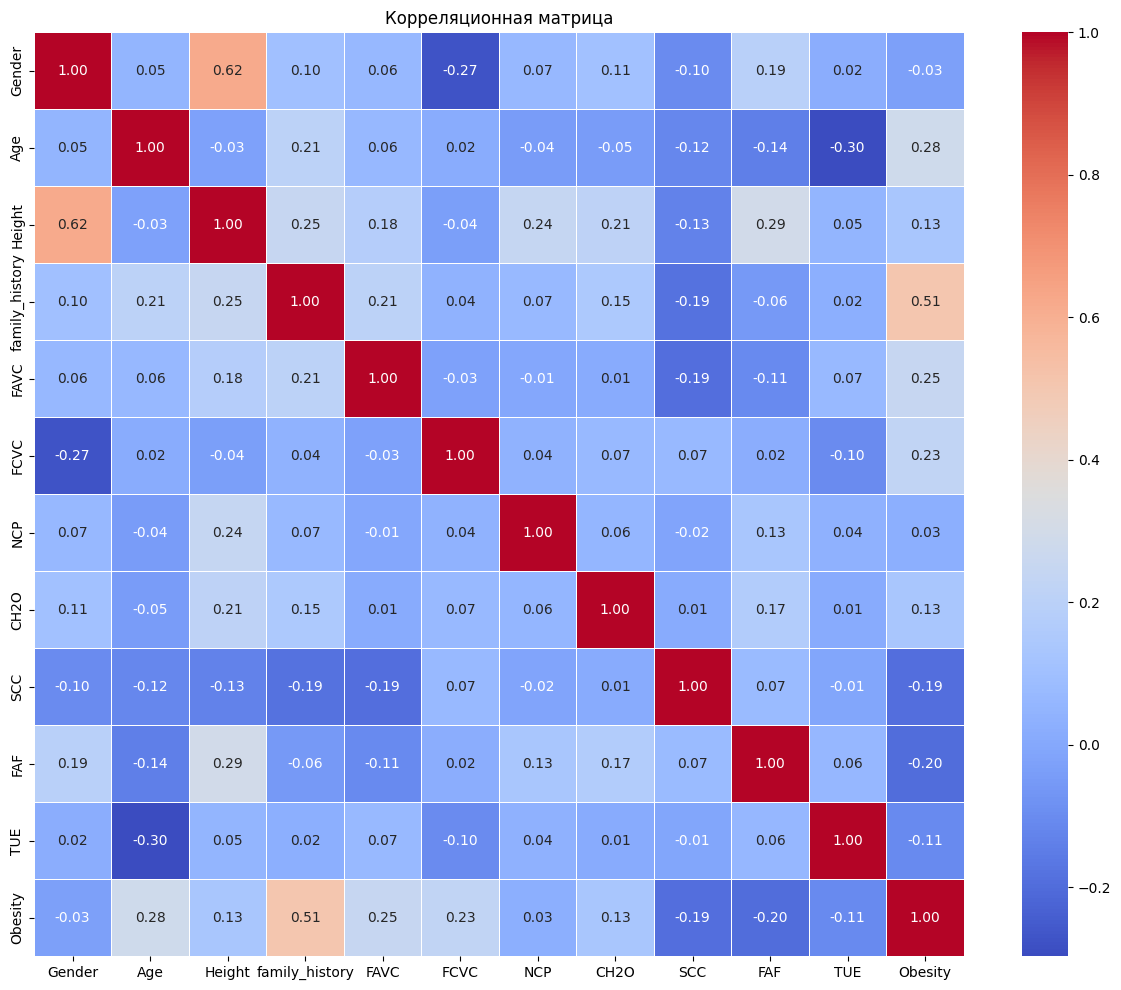 Корреляционная матрица
Gender 1.00 0.05 0.62 0.10 0.06 -0.27 0.07 0.11 -0.10 0.19 0.02 -0.03
Age 0.05 1.00 -0.03 0.21 0.06 0.02 -0.04 -0.05 -0.12 -0.14 -0.30 0.28
Height 0.62 -0.03 1.00 0.25 0.18 -0.04 0.24 0.21 -0.13 0.29 0.05 0.13
family_history 0.10 0.21 0.25 1.00 0.21 0.04 0.07 0.15 -0.19 -0.06 0.02 0.51
FAVC 0.06 0.06 0.18 0.21 1.00 -0.03 -0.01 0.01 -0.19 -0.11 0.07 0.25
FCVC -0.27 0.02 -0.04 0.04 -0.03 1.00 0.04 0.07 0.07 0.02 -0.10 0.23
NCP 0.07 -0.04 0.24 0.07 -0.01 0.04 1.00 0.06 -0.02 0.13 0.04 0.03
CH2O 0.11 -0.05 0.21 0.15 0.01 0.07 0.06 1.00 0.01 0.17 0.01 0.13
SCC -0.10 -0.12 -0.13 -0.19 -0.19 0.07 -0.02 0.01 1.00 0.07 -0.01 -0.19
FAF 0.19 -0.14 0.29 -0.06 -0.11 0.02 0.13 0.17 0.07 1.00 0.06 -0.20
TUE 0.02 -0.30 0.05 0.02 0.07 -0.10 0.04 0.01 -0.01 0.06 1.00 -0.11
Obesity -0.03 0.28 0.13 0.51 0.25 0.23 0.03 0.13 -0.19 -0.20 -0.11 1.00
Gender Age Height family_history FAVC FCVC NCP CH2O SCC FAF TUE Obesity
1.0
0.8
0.6
0.4
0.2
0.0
−0.2